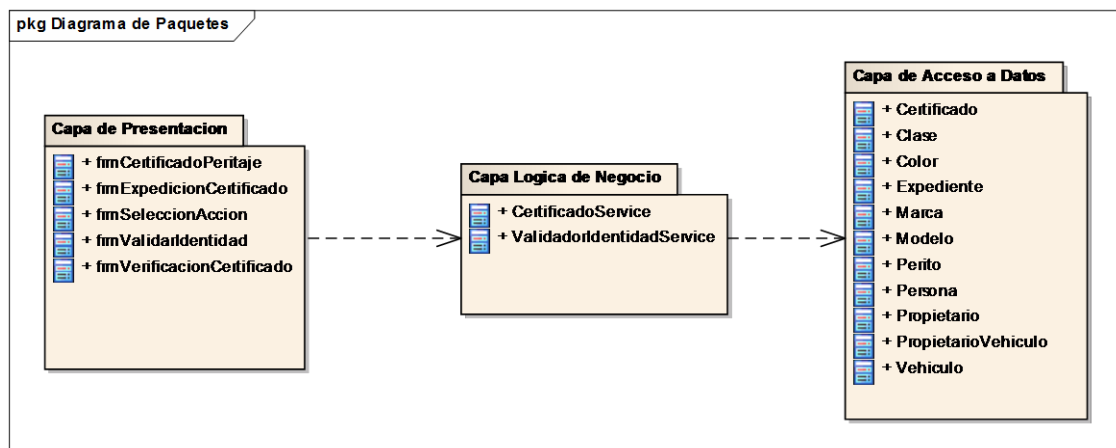 pkg Diagrama de Paquetes
Capa de Presentacion
+ frmCertificadoPeritaje
+ frmExpedicionCertificado
+ frmSeleccionAccion
+ frmValidarIdentidad
+ frmVerificacionCertificado
Capa Logica de Negocio
+ CertificadoService
+ ValidadorIdentidadService
Capa de Acceso a Datos
+ Certificado
+ Clase
+ Color
+ Expediente
+ Marca
+ Modelo
+ Perito
+ Persona
+ Propietario
+ PropietarioVehiculo
+ Vehiculo